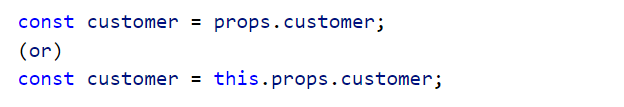 const customer = props.customer;
(or)
const customer = this.props.customer;